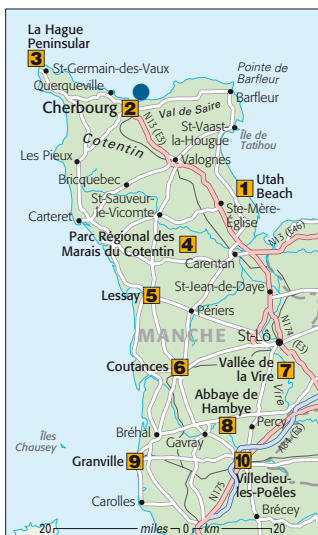 La Hague
Peninsular
3
St-Germain-des-Vaux
Querqueville
Cherbourg
2
Pointe de
Barfleur
Barfleur
Val de Saire
St-Vaast-
la-Hougue
Île de
Tatihou
N13 (E3)
Cotentin
Les Pieux
Valognes
Bricquebec
1
Utah
Beach
St-Sauveur-
le-Vicomte
Ste-Mère-
Église
Carteret
Parc Régional des
Marais du Cotentin
4
N13 (E46)
Carentan
Lessay
5
St-Jean-de-Daye
Périers
MANCHE
St-Lô
N174 (E3)
Coutances
6
Vallée de
la Vire
7
Vire
Abbaye de
Hambye
8
Percy
A84 (E3)
Îles
Chausey
Bréhal
Gavray
Granville
9
10
Villedieu-
les-Poêles
N175
Carolles
Brécey
20 miles 0 km 20